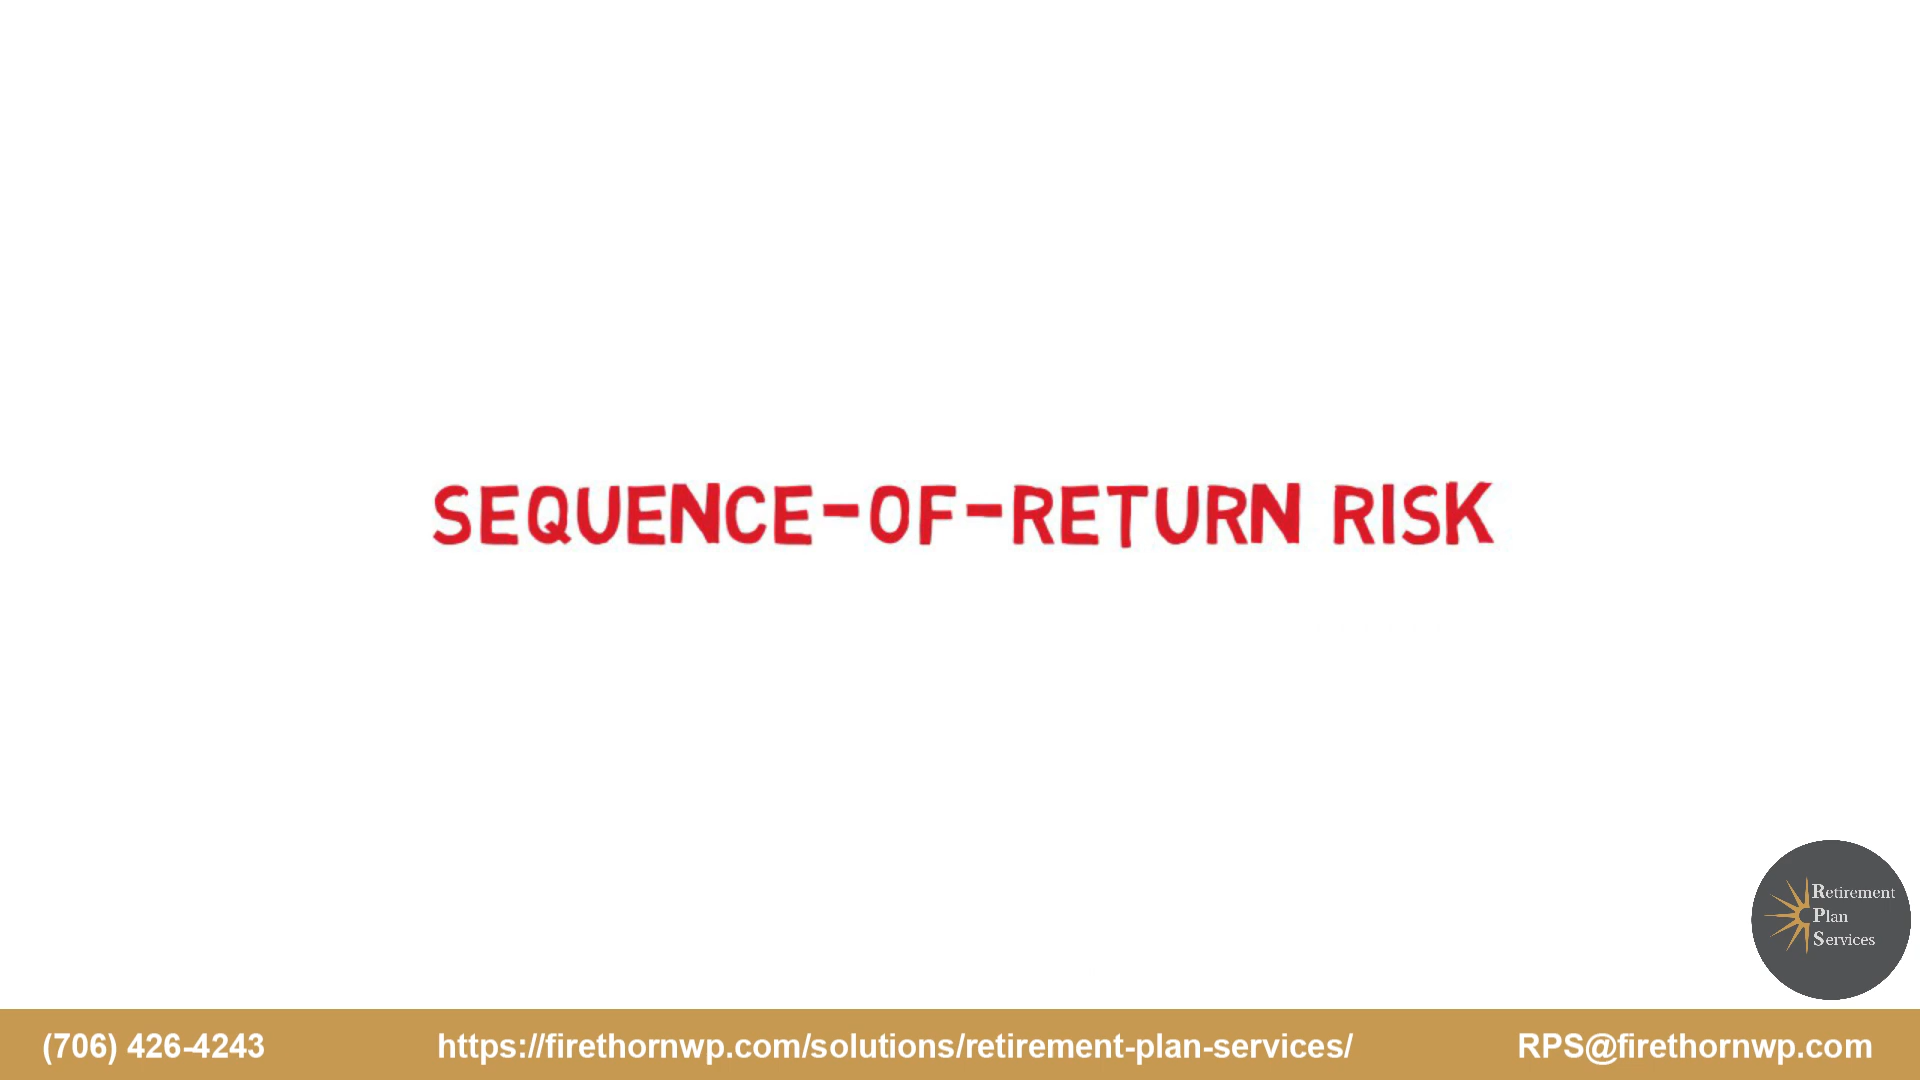 SEQUENCE-OF-RETURN RISK
Retirement
Plan
Services
(706) 426-4243
https://firethornwp.com/solutions/retirement-plan-services/
RPS@firethornwp.com